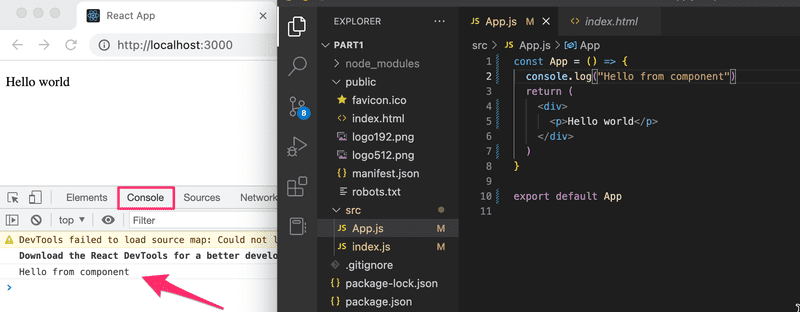 React App
http://localhost:3000
Hello world
Elements
Console
Sources
Network
top
Filter
DevTools failed to load source map: Could not l
Download the React DevTools for a better develo
Hello from component
>
8
EXPLORER
PART1
node_modules
public
favicon.ico
index.html
logo192.png
logo512.png
manifest.json
robots.txt
src
App.js M
index.js M
.gitignore
package-lock.json
package.json
App.js M
index.html
src > App.js > App
1 const App = () => {
2 console.log("Hello from component")
3 return (
4 <div>
5 <p>Hello world</p>
6 </div>
7 )
8 }
9
10 export default App
11